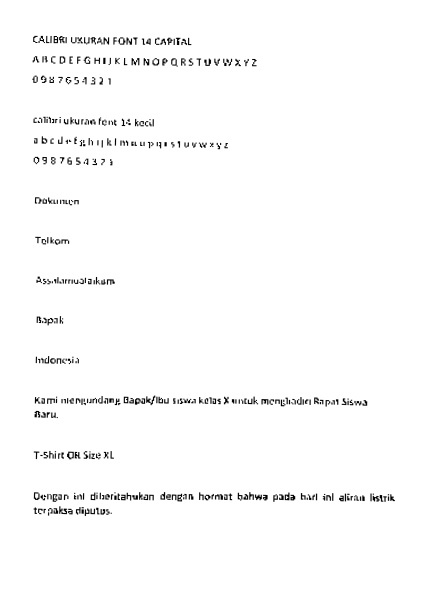 CALIBRI UKURAN FONT 14 CAPITAL
A B C D E F G H I J K L M N O P Q R S T U V W X Y Z
0 9 8 7 6 5 4 3 2 1
calibri ukuran font 14 kecil
a b c d e f g h i j k l m n o p q r s t u v w x y z
0 9 8 7 6 5 4 3 2 1
Dokumen
Telkom
Assalamualaikum
Bapak
Indonesia
Kami mengundang Bapak/Ibu siswa kelas X untuk menghadiri Rapat Siswa
Baru.
T-Shirt OR Size XL
Dengan ini diberitahukan dengan hormat bahwa pada hari ini aliran listrik
terpaksa diputus.